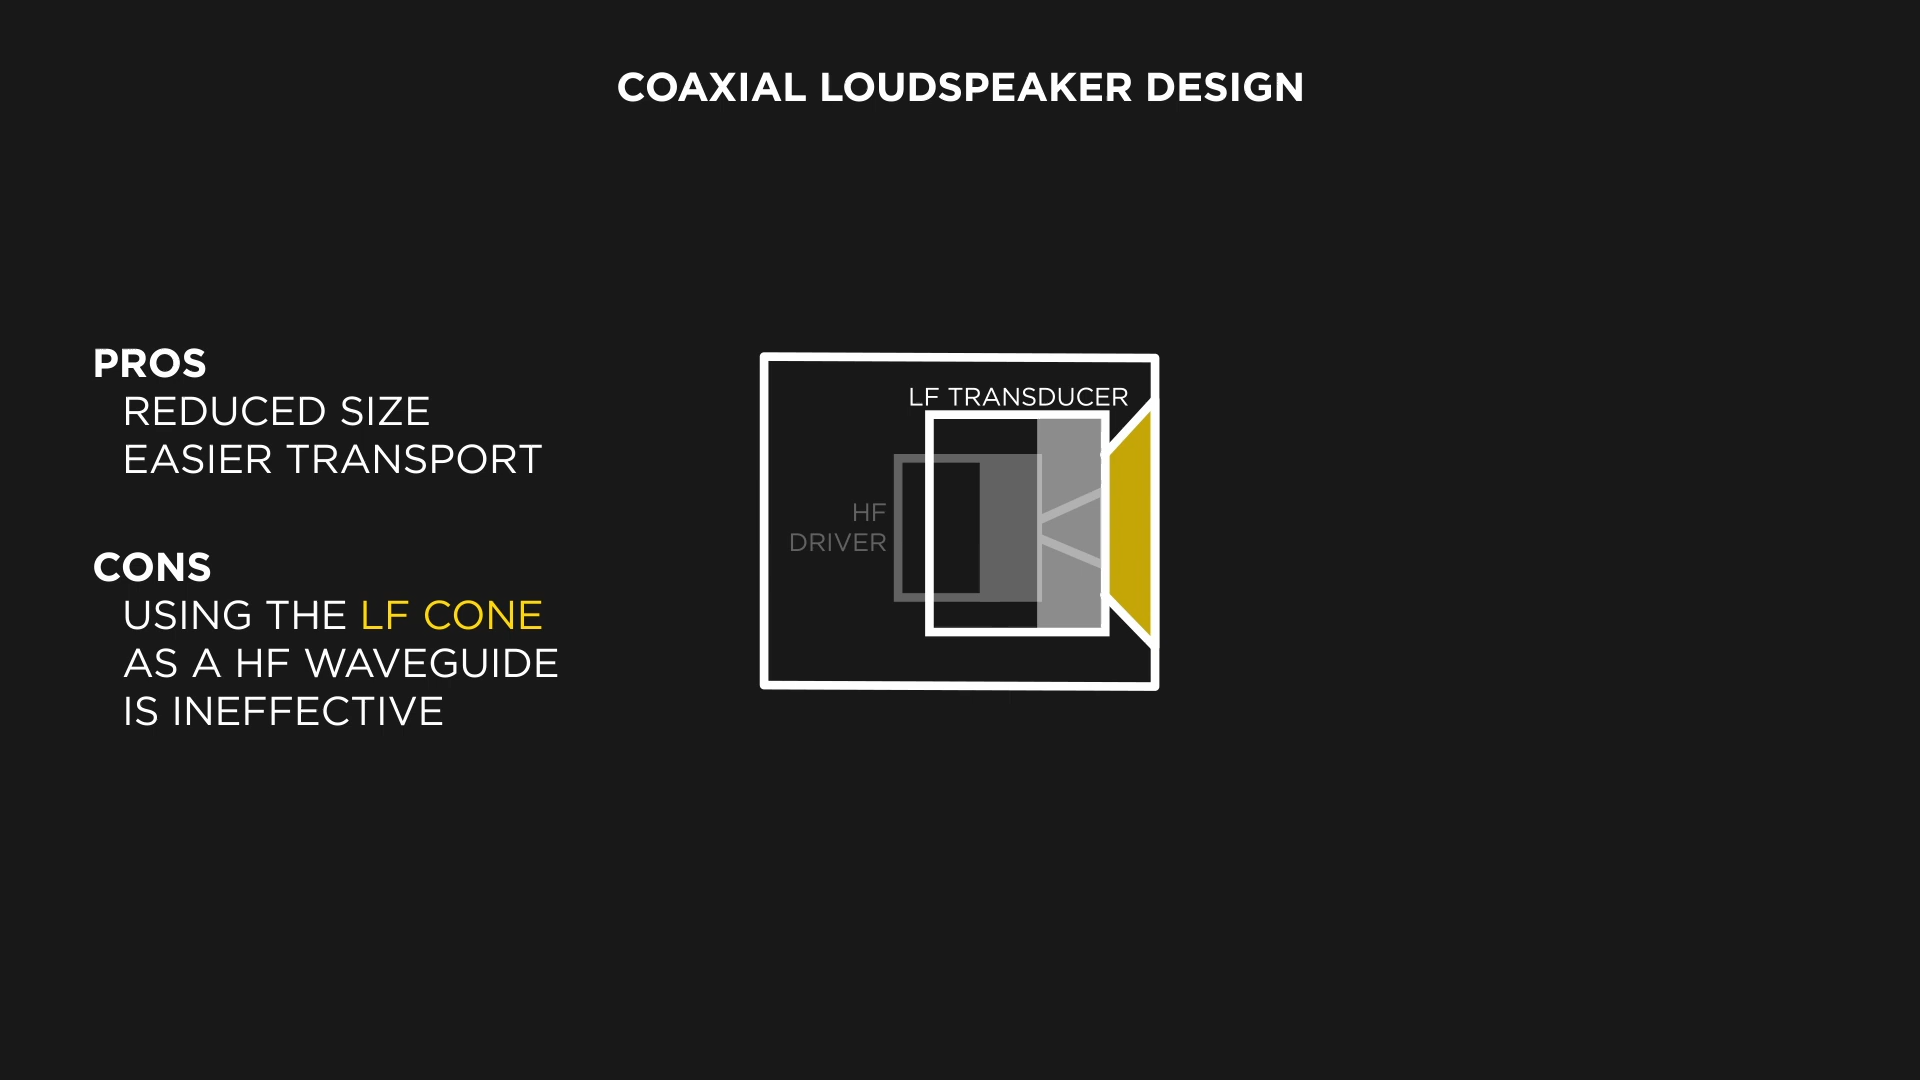 COAXIAL LOUDSPEAKER DESIGN
PROS
REDUCED SIZE
EASIER TRANSPORT
CONS
USING THE LF CONE
AS A HF WAVEGUIDE
IS INEFFECTIVE
LF TRANSDUCER
HF
DRIVER